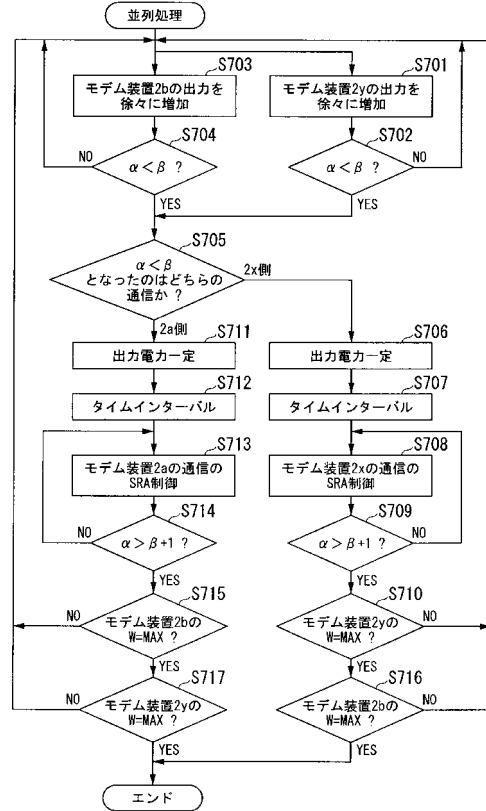 並列処理
S703
モデム装置2bの出力を
徐々に増加
S701
モデム装置2yの出力を
徐々に増加
S704
α<β ?
NO
YES
S702
α<β ?
NO
YES
S705
α<β
となったのはどちらの
通信か ?
2x側
2a側
S711
出力電力一定
S706
出力電力一定
S712
タイムインターバル
S707
タイムインターバル
S713
モデム装置2aの通信の
SRA制御
S708
モデム装置2xの通信の
SRA制御
S714
α>β+1 ?
NO
YES
S709
α>β+1 ?
NO
YES
S715
モデム装置2bの
W=MAX ?
NO
YES
S710
モデム装置2yの
W=MAX ?
NO
YES
S717
モデム装置2yの
W=MAX ?
NO
YES
S716
モデム装置2bの
W=MAX ?
NO
YES
エンド